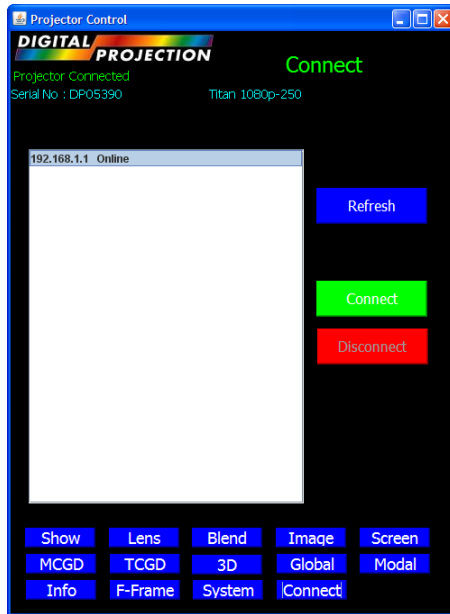 Projector Control
DIGITAL
PROJECTION
Connect
Projector Connected
Serial No : DP05390 Titan 1080p-250
192.168.1.1 Online
Refresh
Connect
Disconnect
Show Lens Blend Image Screen
MCGD TCGD 3D Global Modal
Info F-Frame System Connect